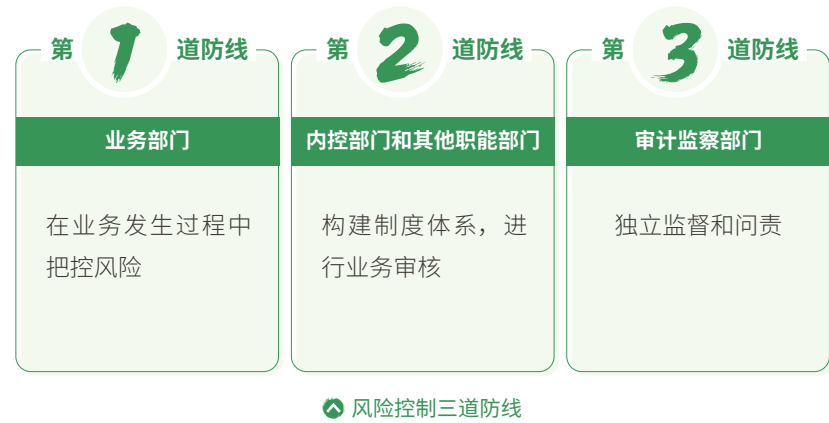 第1道防线
业务部门
在业务发生过程中
把控风险
第2道防线
内控部门和其他职能部门
构建制度体系，进
行业务审核
第3道防线
审计监察部门
独立监督和问责
风险控制三道防线